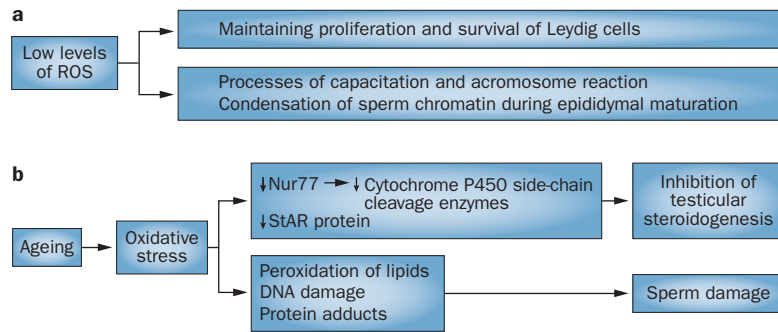 a
Low levels
of ROS
Maintaining proliferation and survival of Leydig cells
Processes of capacitation and acromosome reaction
Condensation of sperm chromatin during epididymal maturation
b
Ageing
Oxidative
stress
↓Nur77 → ↓ Cytochrome P450 side-chain
cleavage enzymes
↓StAR protein
Inhibition of
testicular
steroidogenesis
Peroxidation of lipids
DNA damage
Protein adducts
Sperm damage